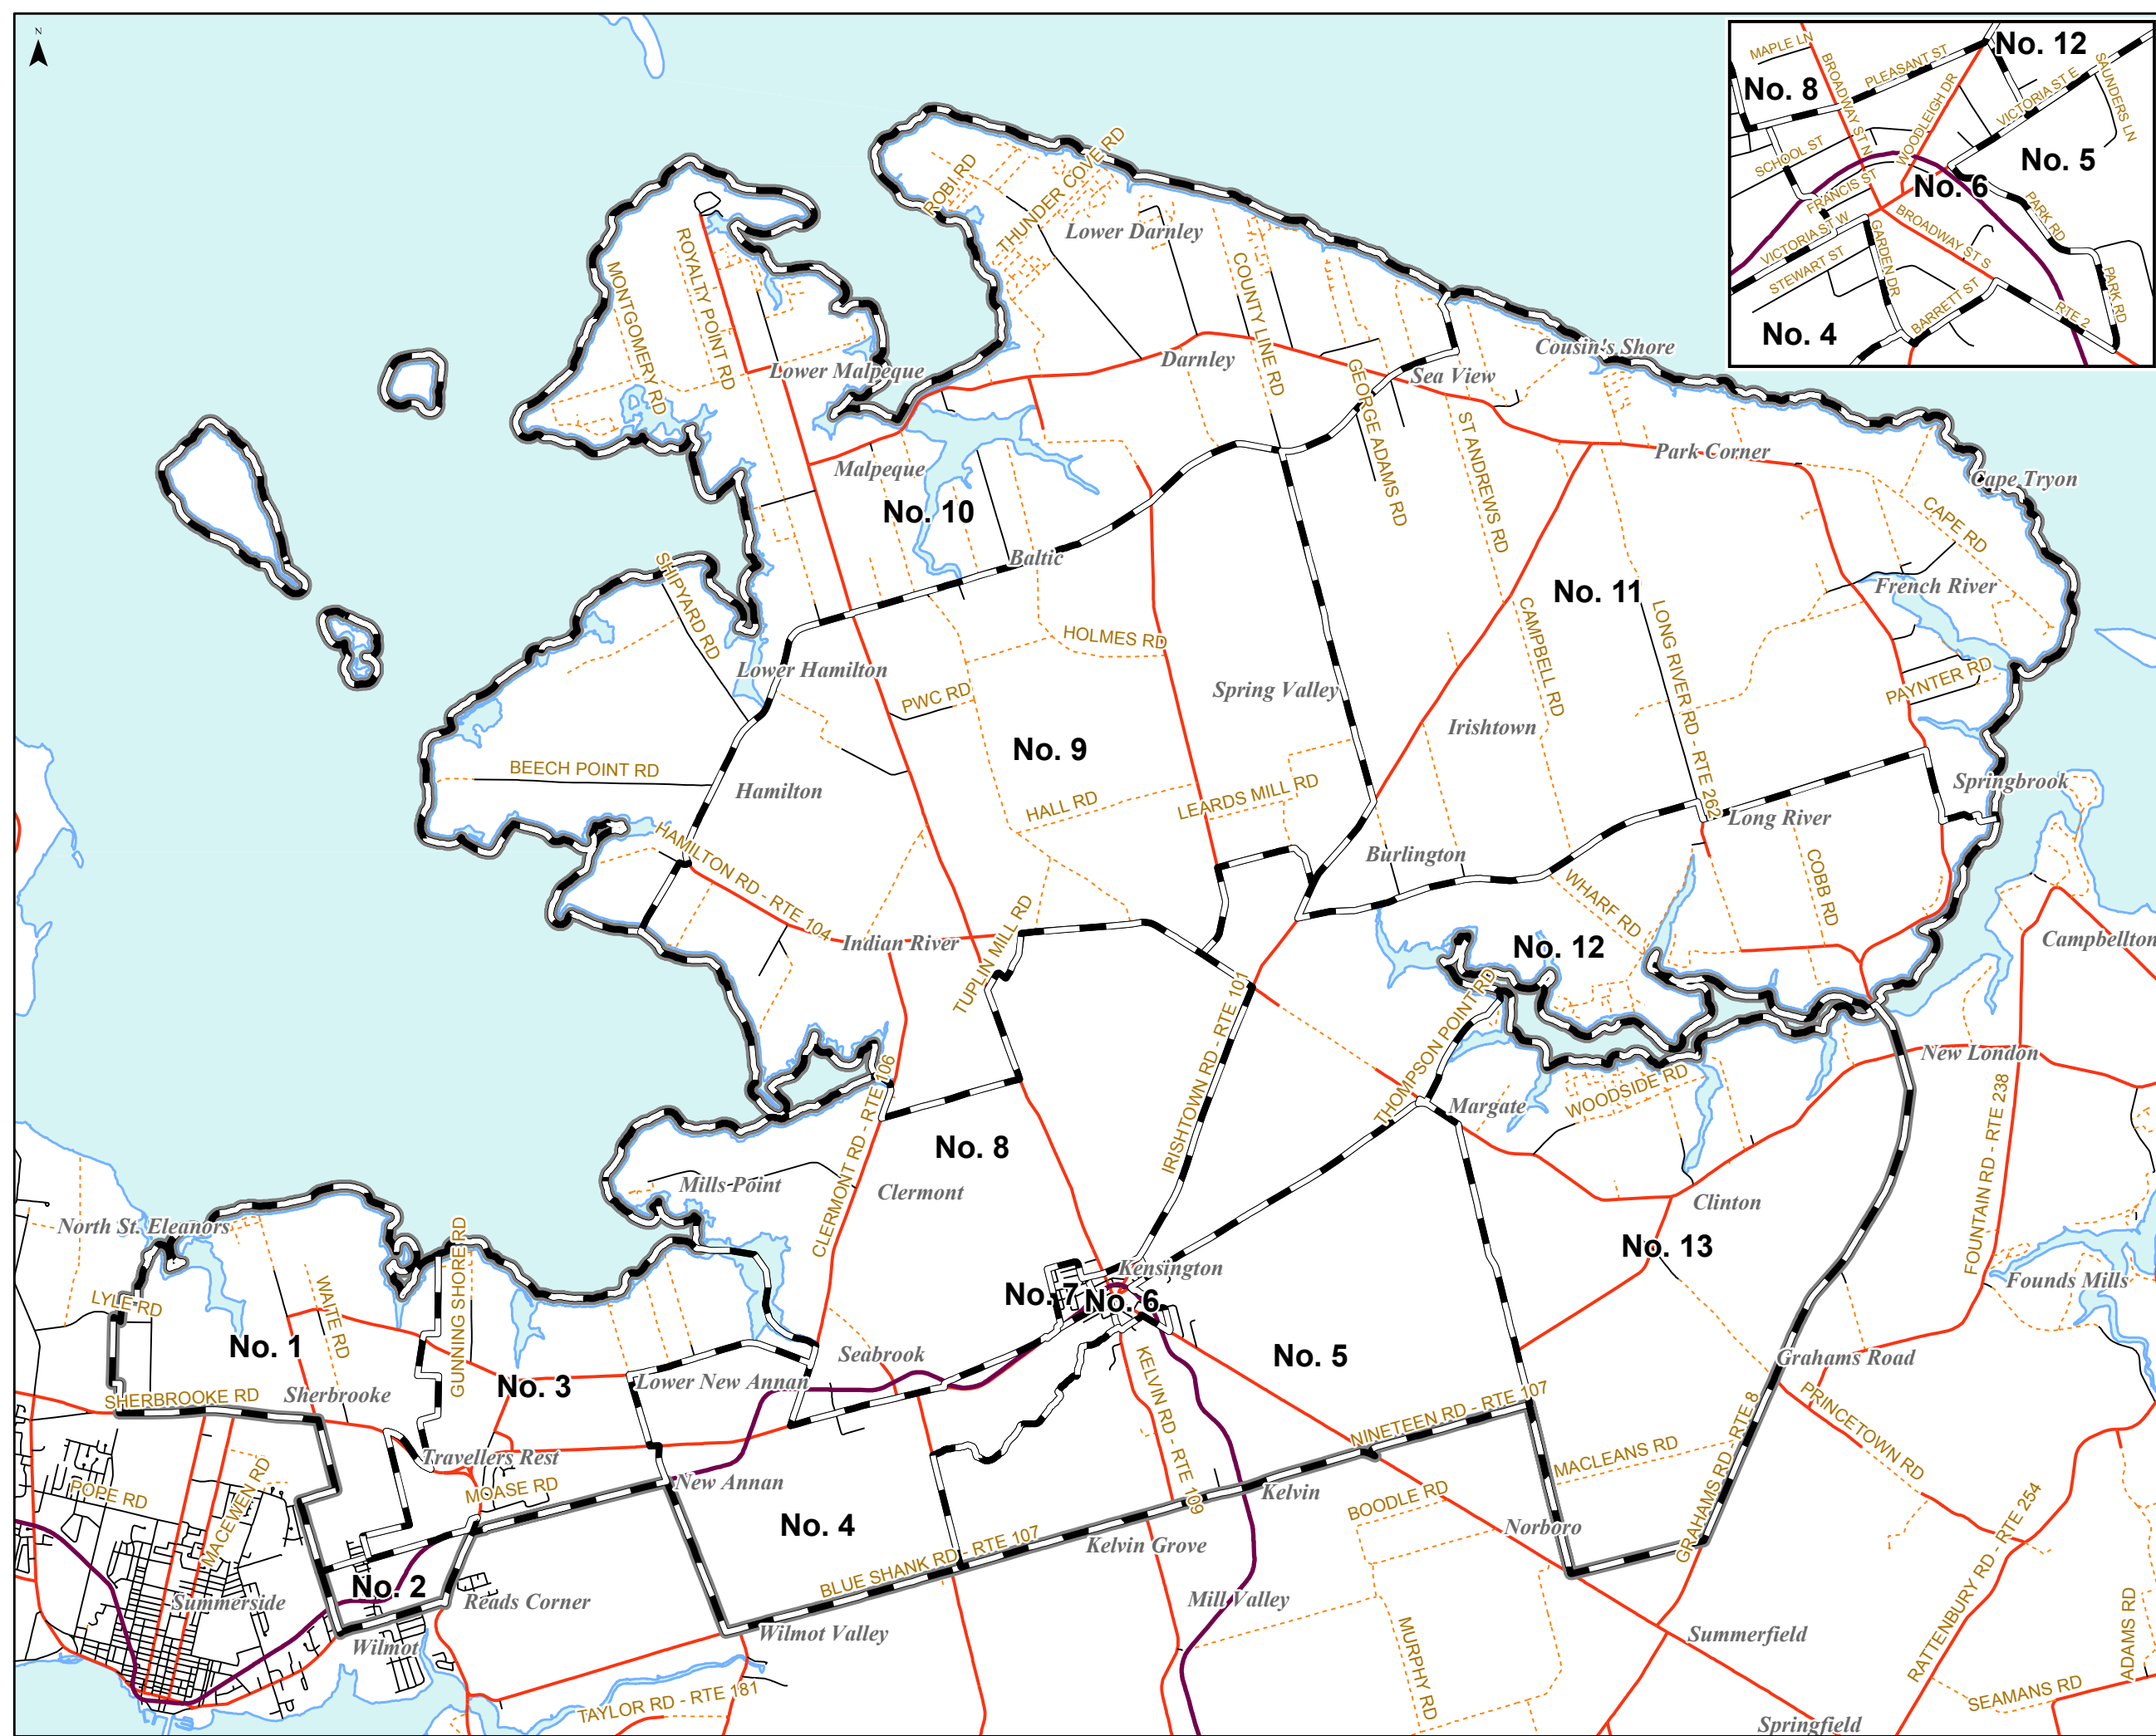 N
MAPLE LN
BROADWAY ST N
PLEASANT ST
No. 12
No. 8
WOODLEIGH DR
VICTORIA ST E
SAUNDERS LN
SCHOOL ST
No. 5
FRANCIS ST
No. 6
PARK RD
VICTORIA ST W
BROADWAY ST S
STEWART ST
GARDEN DR
PARK RD
BARRETT ST
RTE 2
No. 4
ROBI RD
THUNDER COVE RD
Lower Darnley
ROYALTY POINT RD
MONTGOMERY RD
COUNTY LINE RD
Lower Malpeque
Darnley
Cousin's Shore
Sea View
GEORGE ADAMS RD
ST ANDREWS RD
Malpeque
Park Corner
Cape Tryon
No. 10
CAPE RD
Baltic
SHIPYARD RD
No. 11
French River
HOLMES RD
CAMPBELL RD
LONG RIVER RD - RTE 262
Lower Hamilton
PWC RD
Spring Valley
PAYNTER RD
Irishtown
No. 9
BEECH POINT RD
Hamilton
HALL RD
LEARDS MILL RD
Springbrook
Long River
HAMILTON RD - RTE 104
Burlington
COBB RD
WHARF RD
TUPLIN MILL RD
Indian River
No. 12
Campbellton
IRISHTOWN RD - RTE 101
THOMPSON POINT RD
New London
CLERMONT RD - RTE 106
WOODSIDE RD
Margate
FOUNTAIN RD - RTE 238
No. 8
Mills Point
Clermont
Clinton
North St. Eleanors
GUNNING SHORE RD
No. 13
Kensington
Founds Mills
LYLE RD
WAITE RD
No. 7
No. 6
No. 1
Seabrook
No. 5
Grahams Road
KELVIN RD - RTE 109
No. 3
Lower New Annan
SHERBROOKE RD
Sherbrooke
NINETEEN RD - RTE 107
PRINCETOWN RD
Travellers Rest
MACLEANS RD
GRAHAMS RD - RTE 8
POPE RD
MACEWEN RD
MOASE RD
New Annan
Kelvin
BOODLE RD
No. 4
Norboro
Kelvin Grove
BLUE SHANK RD - RTE 107
RATTENBURY RD - RTE 254
No. 2
Summerside
Reads Corner
Mill Valley
MURPHY RD
ADAMS RD
Wilmot
Wilmot Valley
Summerfield
TAYLOR RD - RTE 181
SEAMANS RD
Springfield